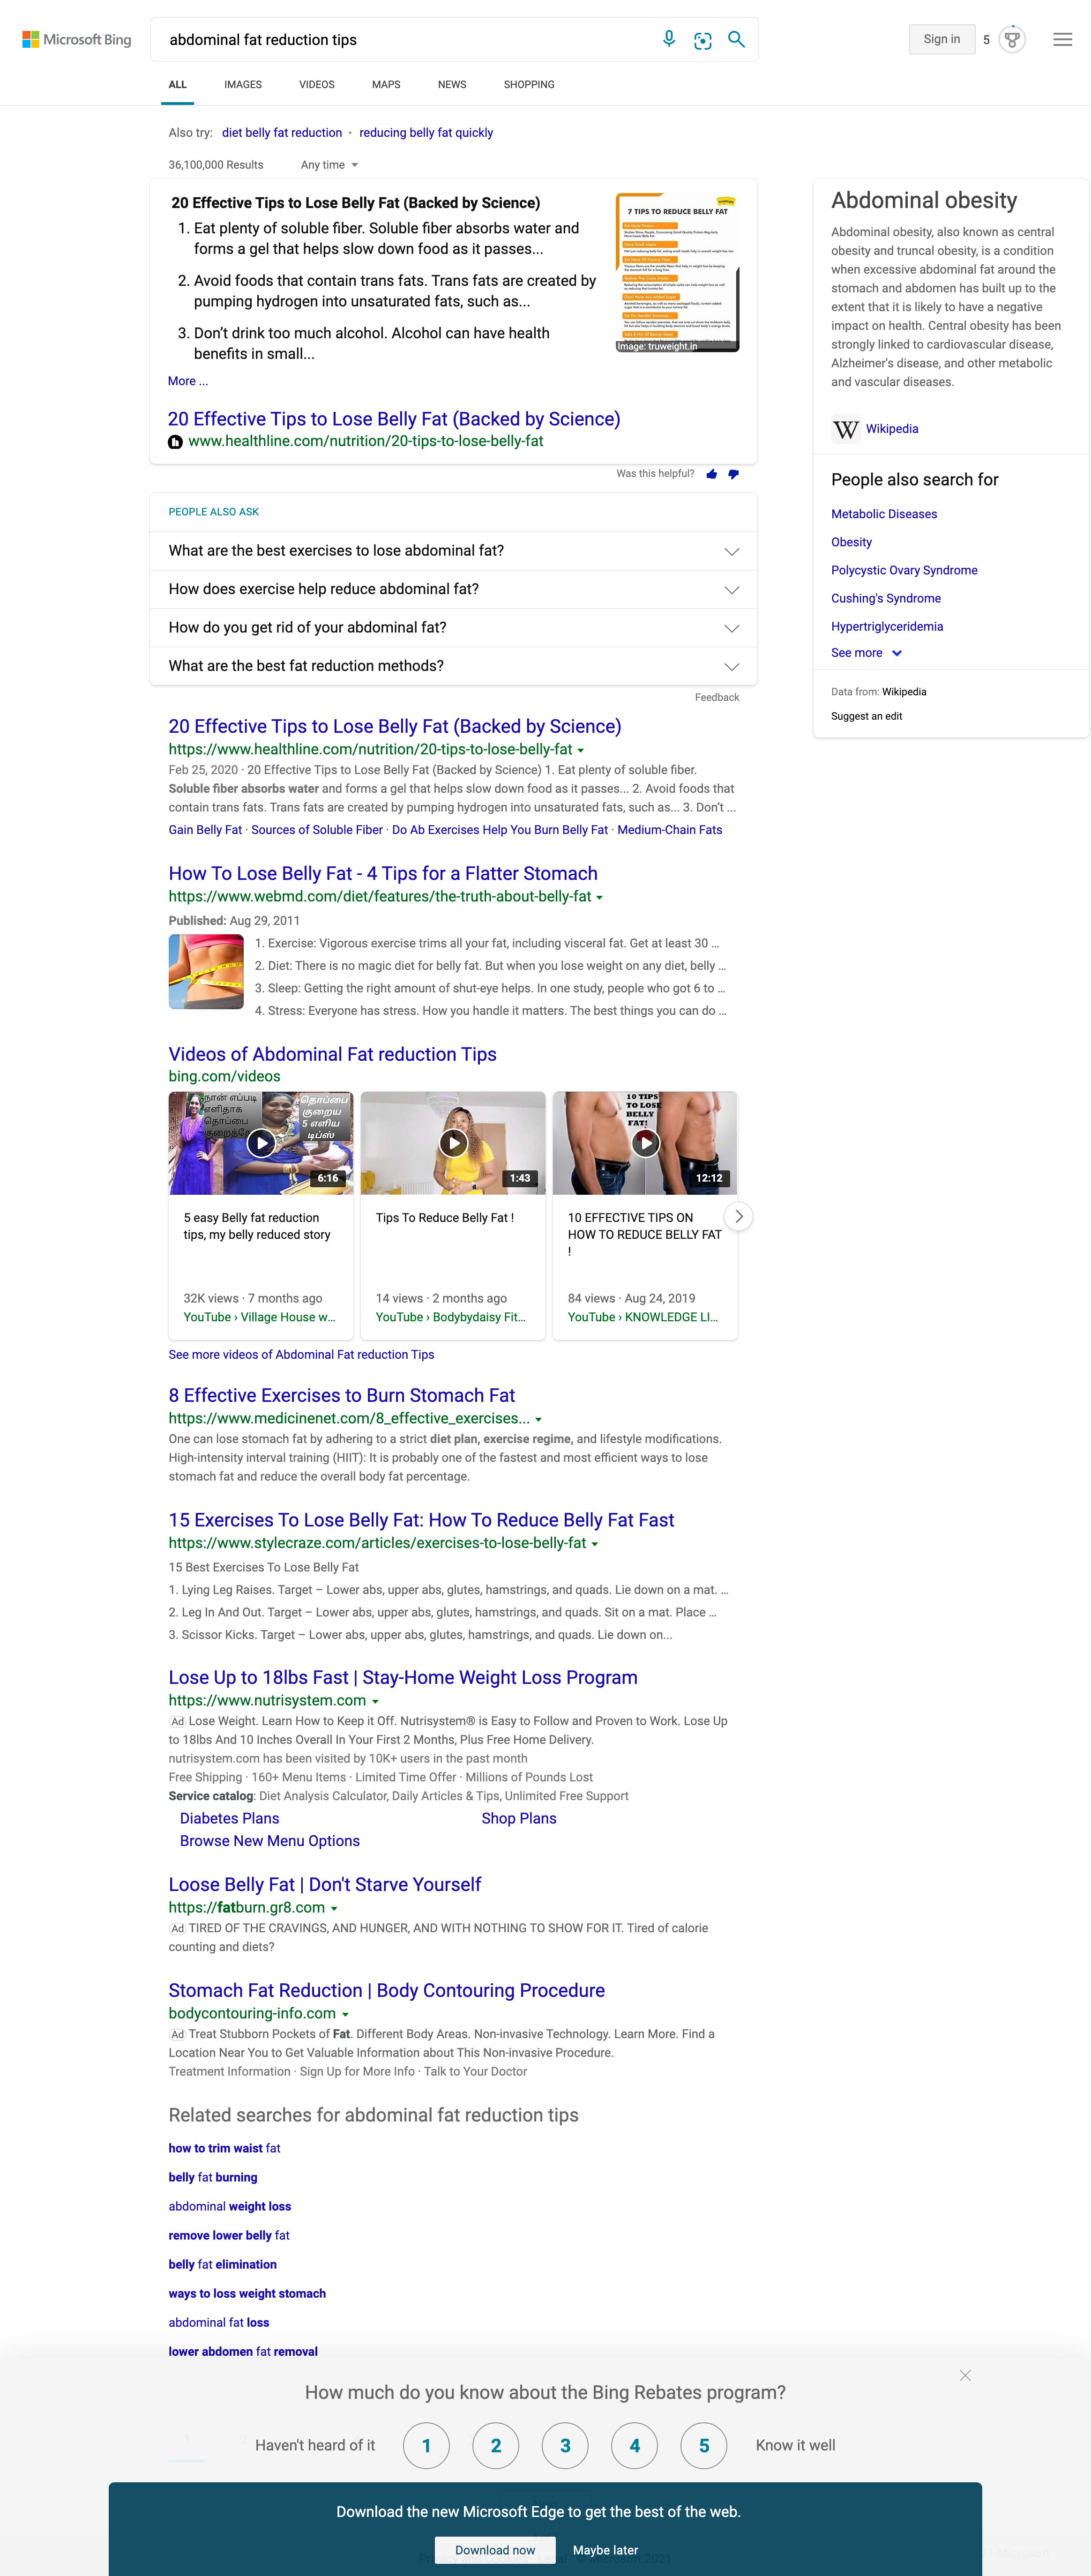 Microsoft Bing
abdominal fat reduction tips
Sign in
5
ALL
IMAGES
VIDEOS
MAPS
NEWS
SHOPPING
Also try: diet belly fat reduction · reducing belly fat quickly
36,100,000 Results
Any time
20 Effective Tips to Lose Belly Fat (Backed by Science)
1. Eat plenty of soluble fiber. Soluble fiber absorbs water and
forms a gel that helps slow down food as it passes...
2. Avoid foods that contain trans fats. Trans fats are created by
pumping hydrogen into unsaturated fats, such as...
3. Don’t drink too much alcohol. Alcohol can have health
benefits in small...
7 TIPS TO REDUCE BELLY FAT
Image: truweight.in
More ...
20 Effective Tips to Lose Belly Fat (Backed by Science)
www.healthline.com/nutrition/20-tips-to-lose-belly-fat
Was this helpful?
PEOPLE ALSO ASK
What are the best exercises to lose abdominal fat?
How does exercise help reduce abdominal fat?
How do you get rid of your abdominal fat?
What are the best fat reduction methods?
Feedback
20 Effective Tips to Lose Belly Fat (Backed by Science)
https://www.healthline.com/nutrition/20-tips-to-lose-belly-fat
Feb 25, 2020 · 20 Effective Tips to Lose Belly Fat (Backed by Science) 1. Eat plenty of soluble fiber.
Soluble fiber absorbs water and forms a gel that helps slow down food as it passes... 2. Avoid foods that
contain trans fats. Trans fats are created by pumping hydrogen into unsaturated fats, such as... 3. Don’t ...
Gain Belly Fat · Sources of Soluble Fiber · Do Ab Exercises Help You Burn Belly Fat · Medium-Chain Fats
How To Lose Belly Fat - 4 Tips for a Flatter Stomach
https://www.webmd.com/diet/features/the-truth-about-belly-fat
Published: Aug 29, 2011
1. Exercise: Vigorous exercise trims all your fat, including visceral fat. Get at least 30 ...
2. Diet: There is no magic diet for belly fat. But when you lose weight on any diet, belly ...
3. Sleep: Getting the right amount of shut-eye helps. In one study, people who got 6 to ...
4. Stress: Everyone has stress. How you handle it matters. The best things you can do ...
Videos of Abdominal Fat reduction Tips
bing.com/videos
நான் எப்படி
எளிதாக
தொப்பை
தொப்பை
குறைய
5 எளிய
டிப்ஸ்
6:16
1:43
10 TIPS
TO LOSE
BELLY
FAT!
12:12
5 easy Belly fat reduction
tips, my belly reduced story
32K views · 7 months ago
YouTube › Village House w...
Tips To Reduce Belly Fat !
14 views · 2 months ago
YouTube › Bodybydaisy Fit...
10 EFFECTIVE TIPS ON
HOW TO REDUCE BELLY FAT
!
84 views · Aug 24, 2019
YouTube › KNOWLEDGE LI...
See more videos of Abdominal Fat reduction Tips
8 Effective Exercises to Burn Stomach Fat
https://www.medicinenet.com/8_effective_exercises...
One can lose stomach fat by adhering to a strict diet plan, exercise regime, and lifestyle modifications.
High-intensity interval training (HIIT): It is probably one of the fastest and most efficient ways to lose
stomach fat and reduce the overall body fat percentage.
15 Exercises To Lose Belly Fat: How To Reduce Belly Fat Fast
https://www.stylecraze.com/articles/exercises-to-lose-belly-fat
15 Best Exercises To Lose Belly Fat
1. Lying Leg Raises. Target – Lower abs, upper abs, glutes, hamstrings, and quads. Lie down on a mat. ...
2. Leg In And Out. Target – Lower abs, upper abs, glutes, hamstrings, and quads. Sit on a mat. Place ...
3. Scissor Kicks. Target – Lower abs, upper abs, glutes, hamstrings, and quads. Lie down on...
Lose Up to 18lbs Fast | Stay-Home Weight Loss Program
https://www.nutrisystem.com
Ad Lose Weight. Learn How to Keep it Off. Nutrisystem® is Easy to Follow and Proven to Work. Lose Up
to 18lbs And 10 Inches Overall In Your First 2 Months, Plus Free Home Delivery.
nutrisystem.com has been visited by 10K+ users in the past month
Free Shipping · 160+ Menu Items · Limited Time Offer · Millions of Pounds Lost
Service catalog: Diet Analysis Calculator, Daily Articles & Tips, Unlimited Free Support
Diabetes Plans
Shop Plans
Browse New Menu Options
Loose Belly Fat | Don't Starve Yourself
https://fatburn.gr8.com
Ad TIRED OF THE CRAVINGS, AND HUNGER, AND WITH NOTHING TO SHOW FOR IT. Tired of calorie
counting and diets?
Stomach Fat Reduction | Body Contouring Procedure
bodycontouring-info.com
Ad Treat Stubborn Pockets of Fat. Different Body Areas. Non-invasive Technology. Learn More. Find a
Location Near You to Get Valuable Information about This Non-invasive Procedure.
Treatment Information · Sign Up for More Info · Talk to Your Doctor
Related searches for abdominal fat reduction tips
how to trim waist fat
belly fat burning
abdominal weight loss
remove lower belly fat
belly fat elimination
ways to loss weight stomach
abdominal fat loss
lower abdomen fat removal
Abdominal obesity
Abdominal obesity, also known as central
obesity and truncal obesity, is a condition
when excessive abdominal fat around the
stomach and abdomen has built up to the
extent that it is likely to have a negative
impact on health. Central obesity has been
strongly linked to cardiovascular disease,
Alzheimer's disease, and other metabolic
and vascular diseases.
W Wikipedia
People also search for
Metabolic Diseases
Obesity
Polycystic Ovary Syndrome
Cushing's Syndrome
Hypertriglyceridemia
See more
Data from: Wikipedia
Suggest an edit
How much do you know about the Bing Rebates program?
Haven't heard of it
1
2
3
4
5
Know it well
Download the new Microsoft Edge to get the best of the web.
Download now
Maybe later